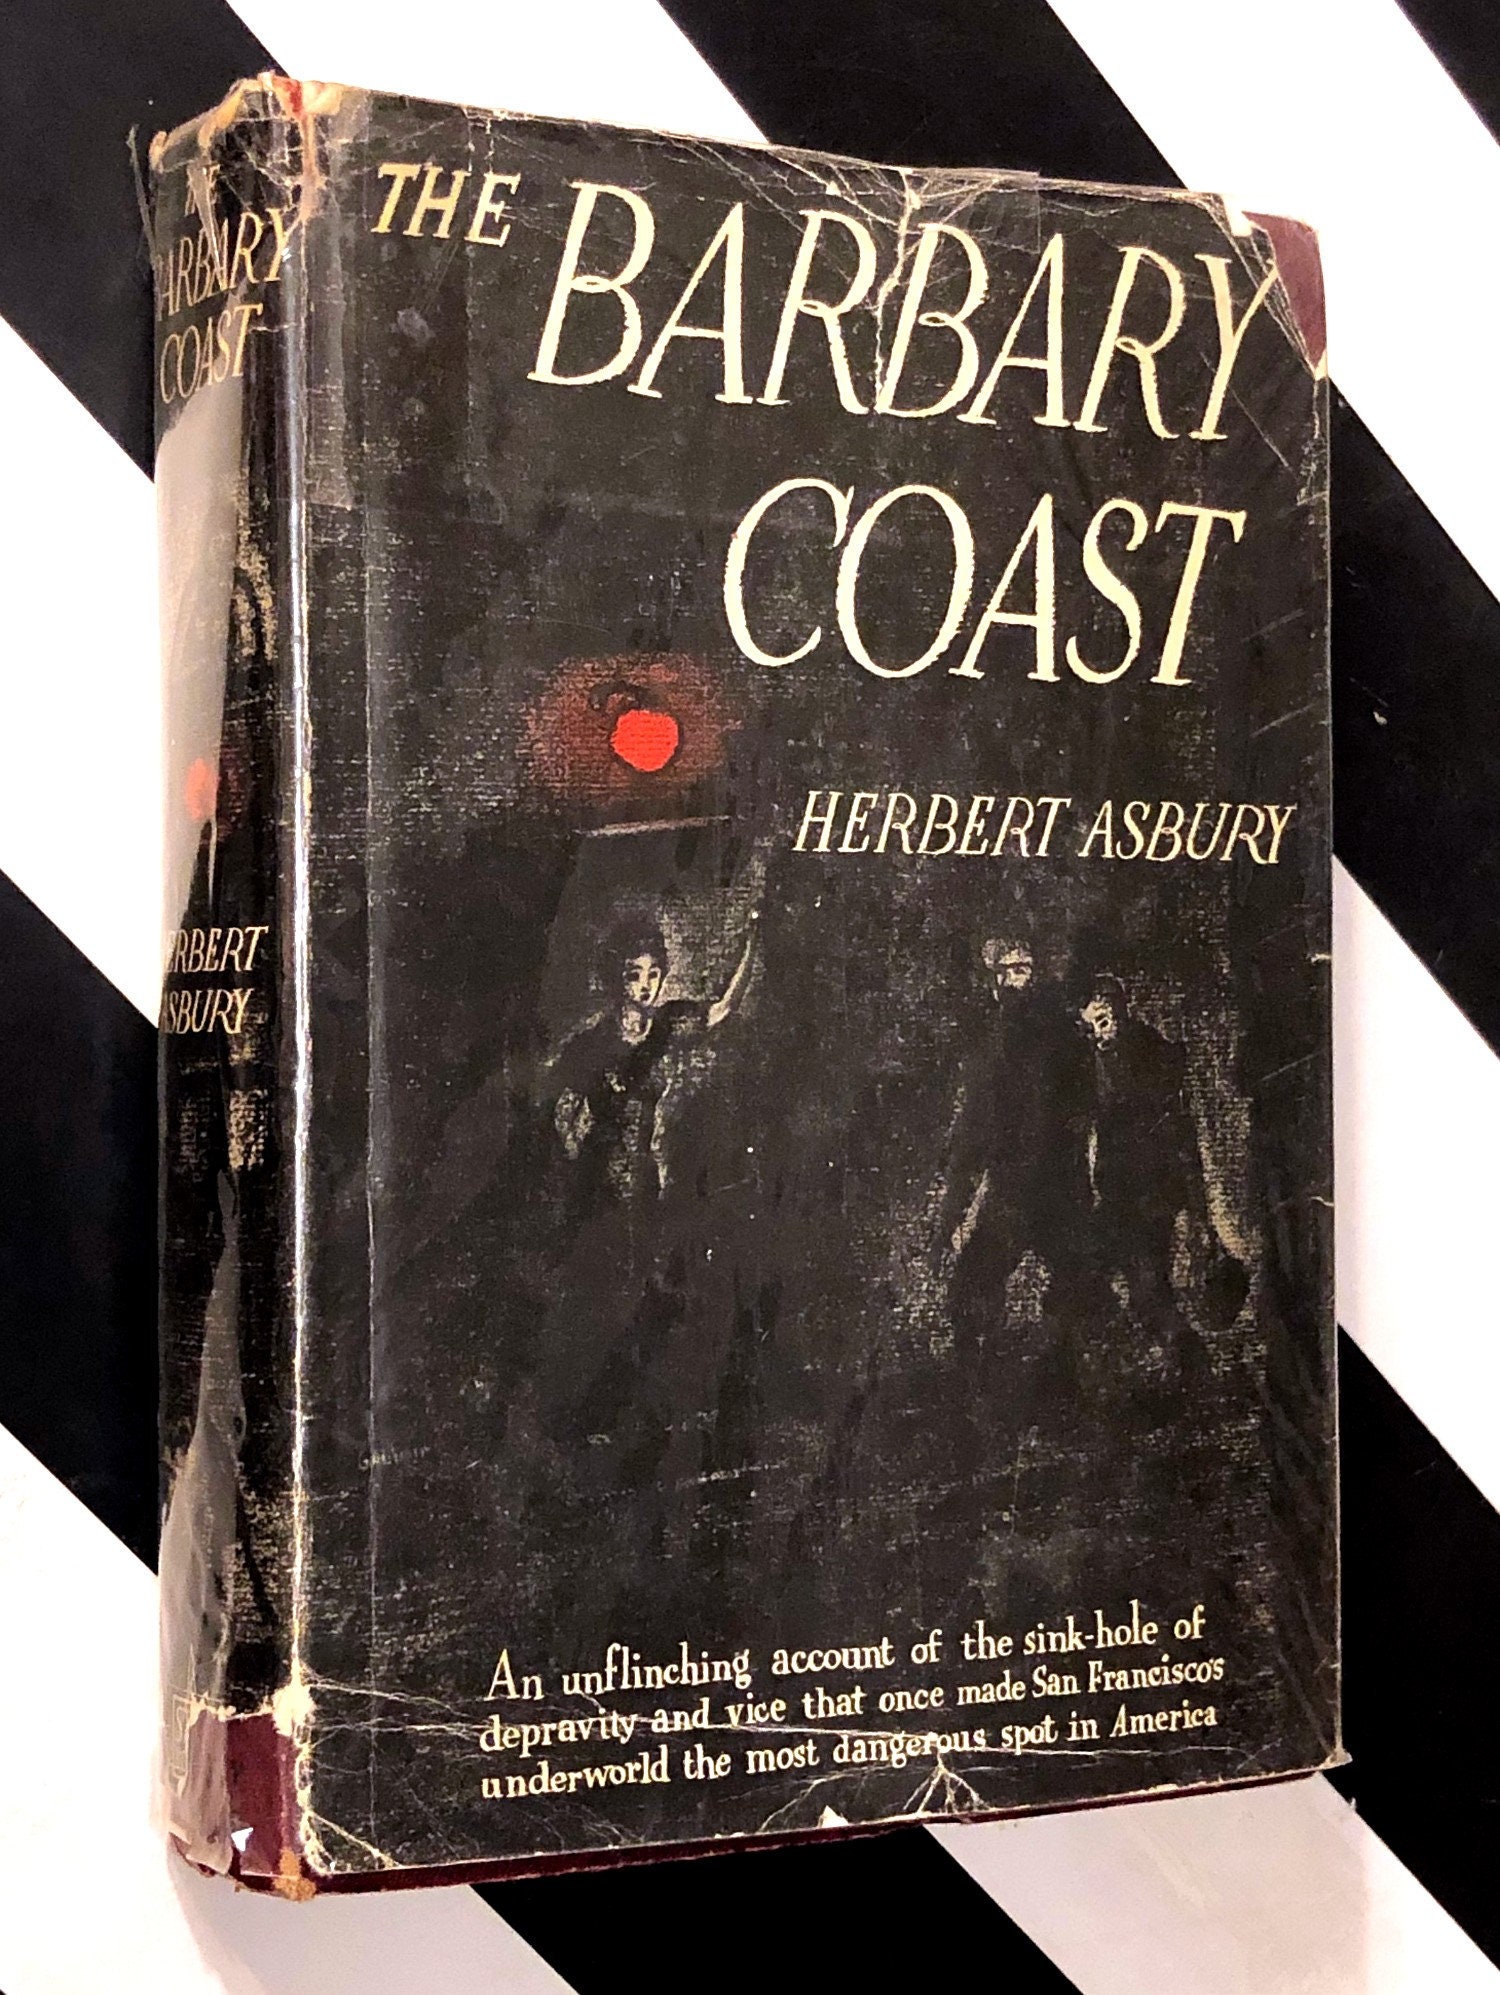 THE BARBARY
COAST
HERBERT ASBURY
An unflinching account of the sink-hole of
depravity and vice that once made San Francisco's
underworld the most dangerous spot in America
BARBARY
COAST
HERBERT
ASBURY